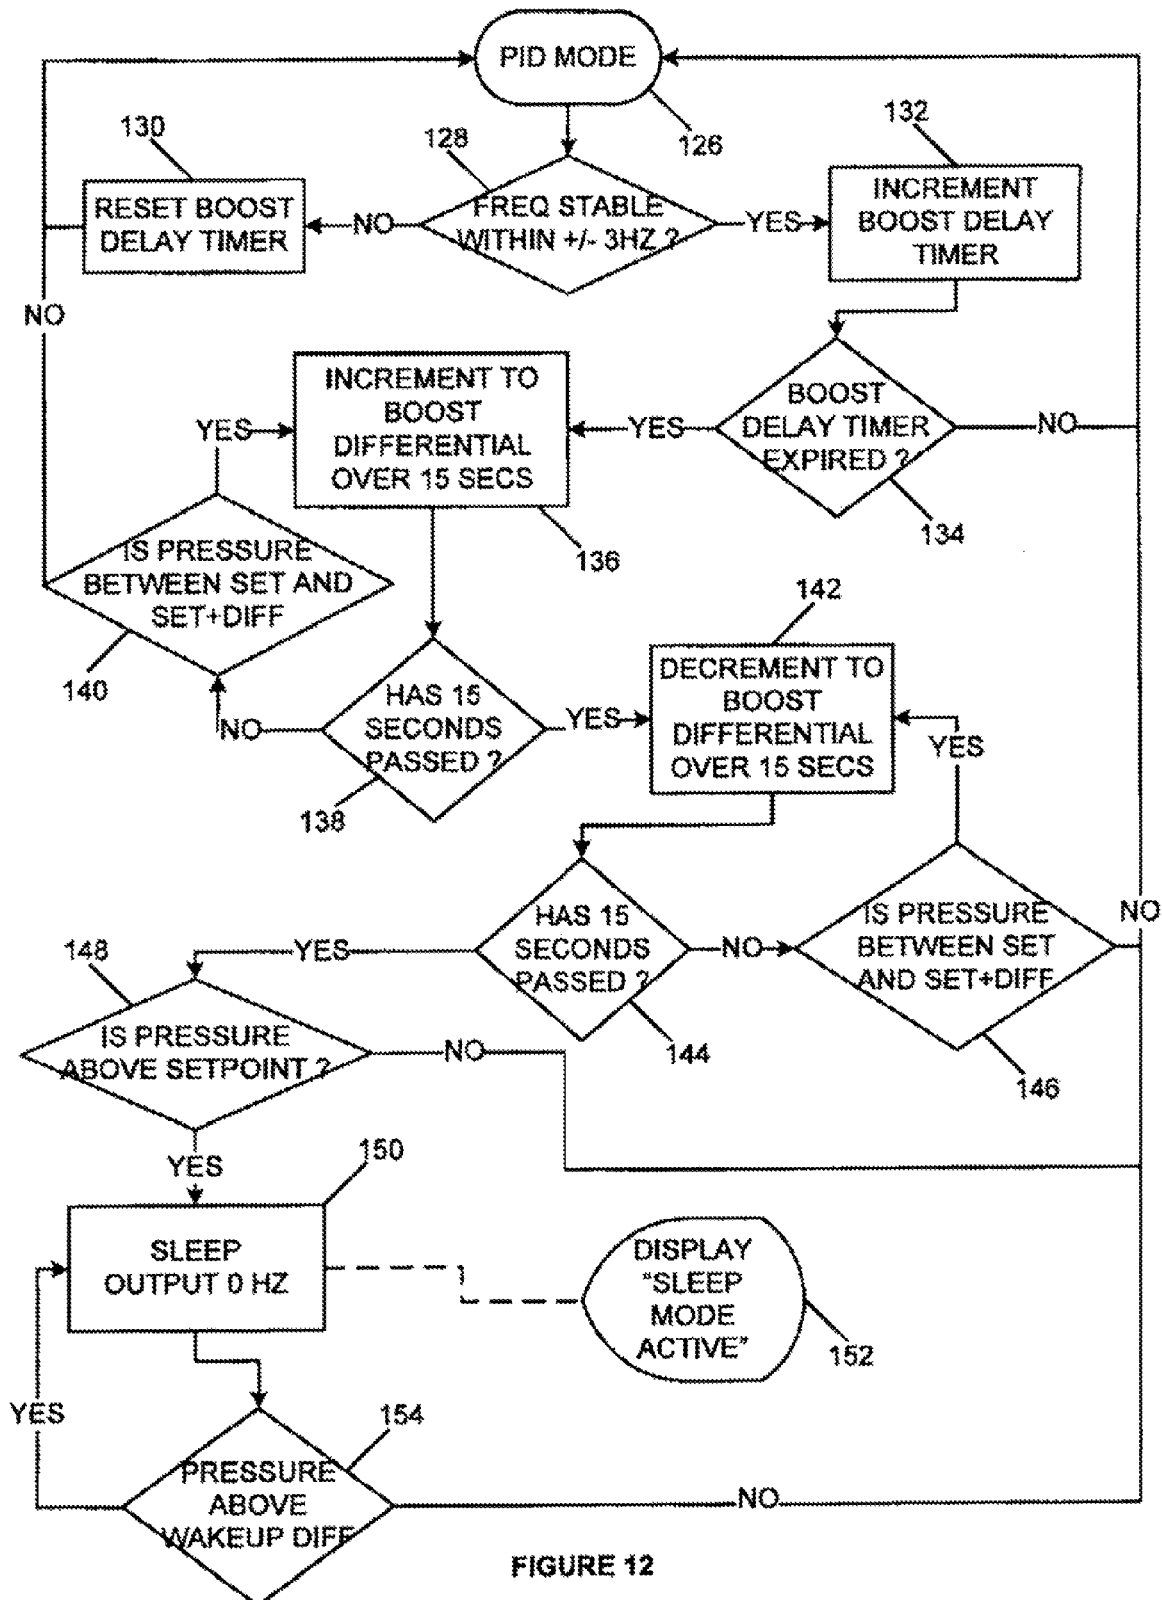 PID MODE
126
130
128
132
RESET BOOST
DELAY TIMER
NO
FREQ STABLE
WITHIN +/- 3HZ ?
YES
INCREMENT
BOOST DELAY
TIMER
NO
INCREMENT TO
BOOST
DIFFERENTIAL
OVER 15 SECS
YES
YES
BOOST
DELAY TIMER
EXPIRED ?
NO
134
136
IS PRESSURE
BETWEEN SET AND
SET+DIFF
140
142
HAS 15
SECONDS
PASSED ?
NO
YES
138
DECREMENT TO
BOOST
DIFFERENTIAL
OVER 15 SECS
YES
HAS 15
SECONDS
PASSED ?
YES
NO
144
IS PRESSURE
BETWEEN SET
AND SET+DIFF
NO
146
148
IS PRESSURE
ABOVE SETPOINT ?
NO
YES
150
SLEEP
OUTPUT 0 HZ
DISPLAY
"SLEEP
MODE
ACTIVE"
152
YES
154
PRESSURE
ABOVE
WAKEUP DIFF
NO
FIGURE 12